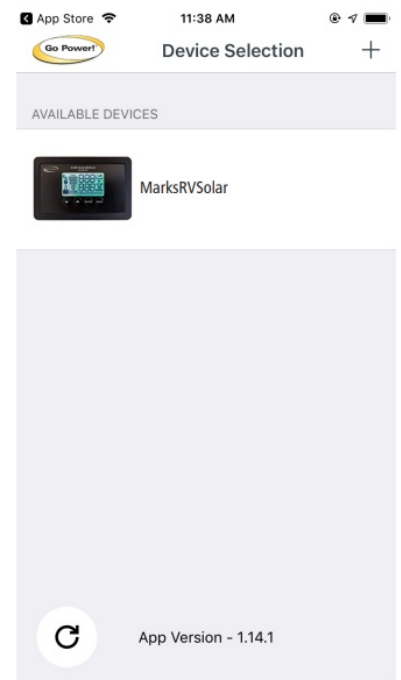 App Store
11:38 AM
Go Power!
Device Selection
AVAILABLE DEVICES
MarksRVSolar
App Version - 1.14.1